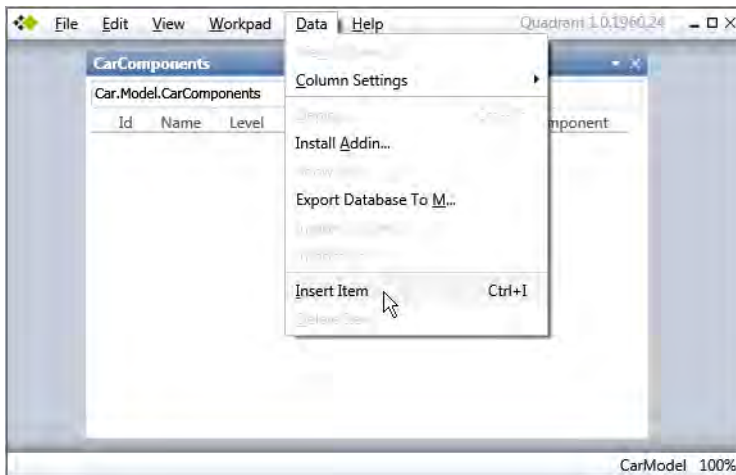 File Edit View Workpad Data Help Quadrant 1.0.1960.24
CarComponents
Column Settings
Car.Model.CarComponents
Id Name Level mponent
Install Addin...
Export Database To M...
Insert Item Ctrl+I
CarModel 100%